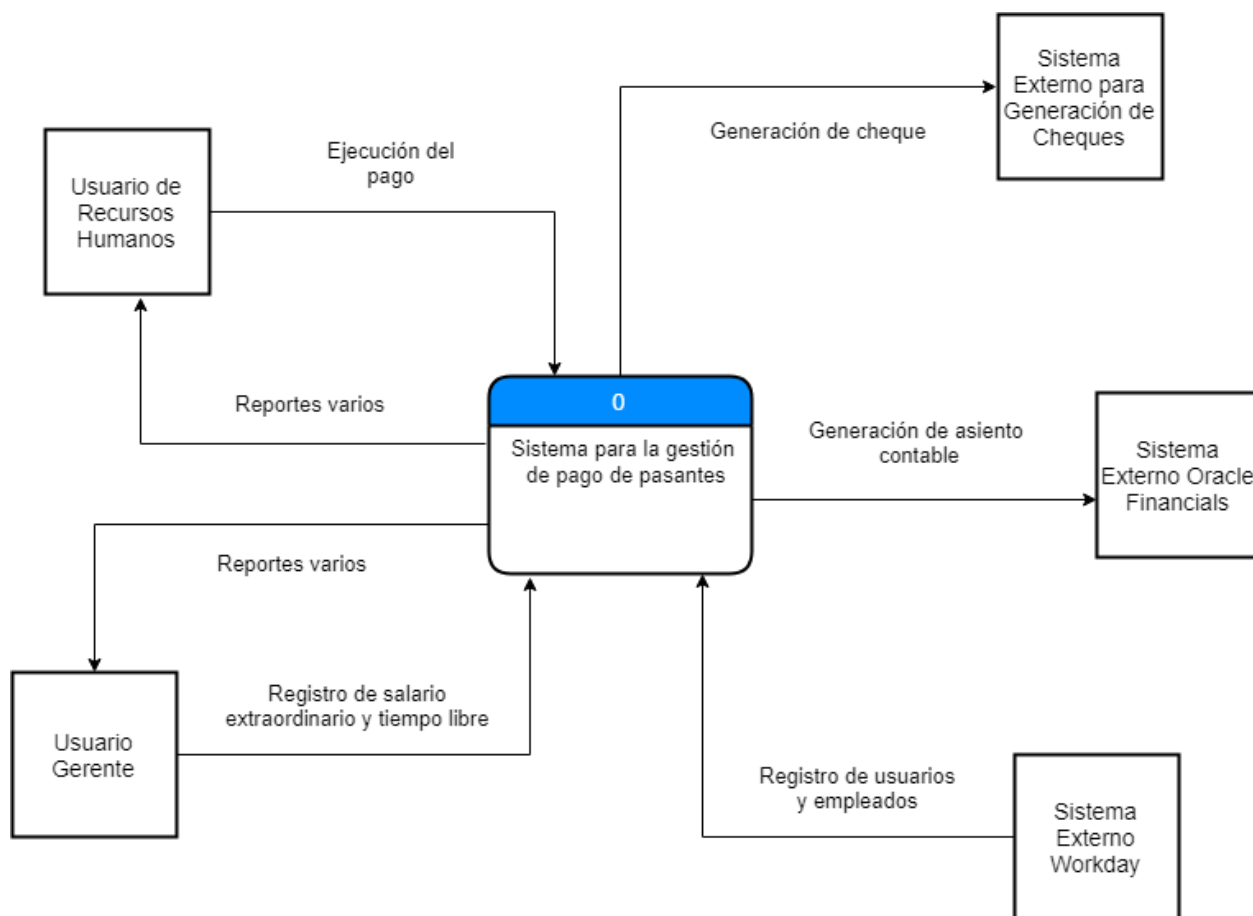 Sistema
Externo para
Generación de
Cheques
Generación de cheque
Ejecución del
pago
Usuario de
Recursos
Humanos
Reportes varios
0
Sistema para la gestión
de pago de pasantes
Generación de asiento
contable
Sistema
Externo Oracle
Financials
Reportes varios
Registro de salario
extraordinario y tiempo libre
Usuario
Gerente
Registro de usuarios
y empleados
Sistema
Externo
Workday